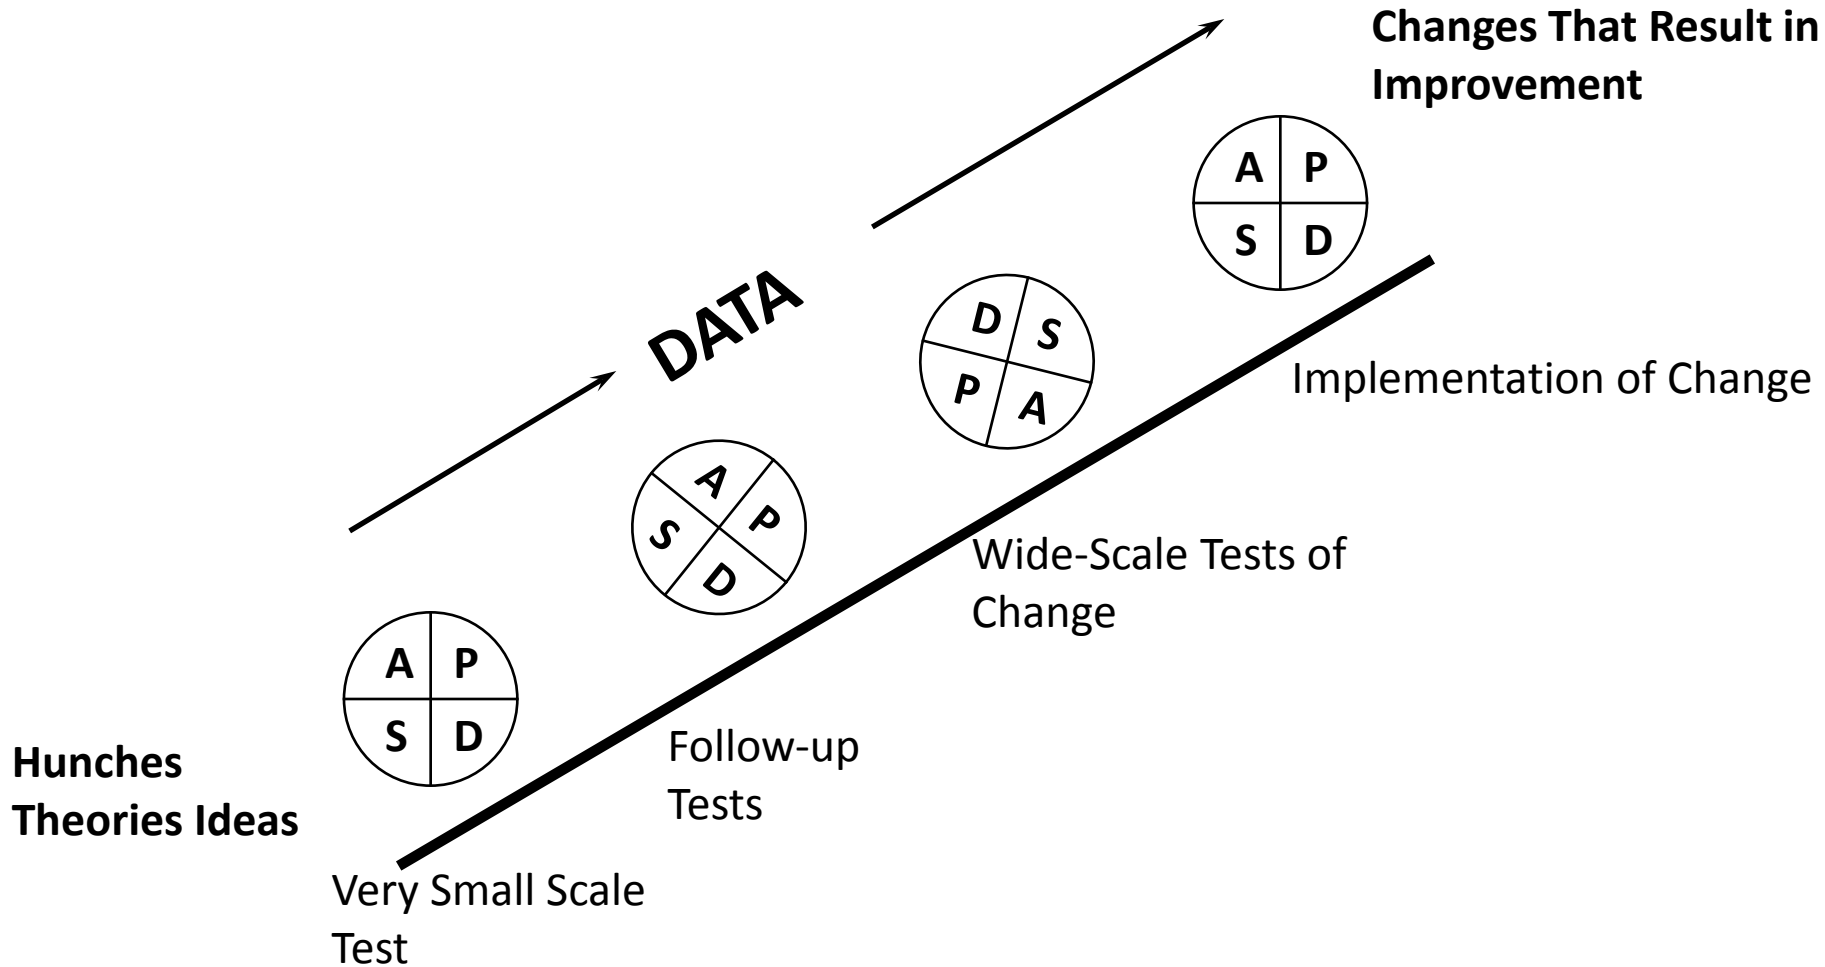 Changes That Result in
Improvement
A P
S D
DATA
D S
P A
Implementation of Change
A
S P
D
Wide-Scale Tests of
Change
A P
S D
Follow-up
Tests
Hunches
Theories Ideas
Very Small Scale
Test